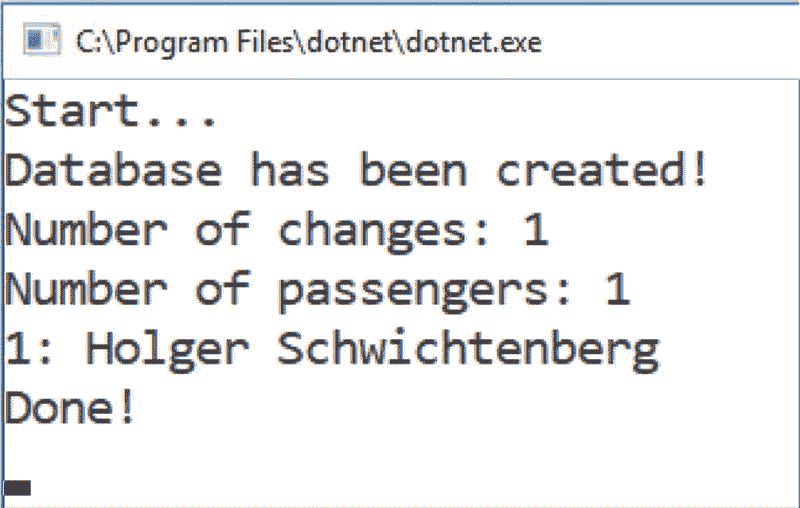 C:\Program Files\dotnet\dotnet.exe
Start...
Database has been created!
Number of changes: 1
Number of passengers: 1
1: Holger Schwichtenberg
Done!